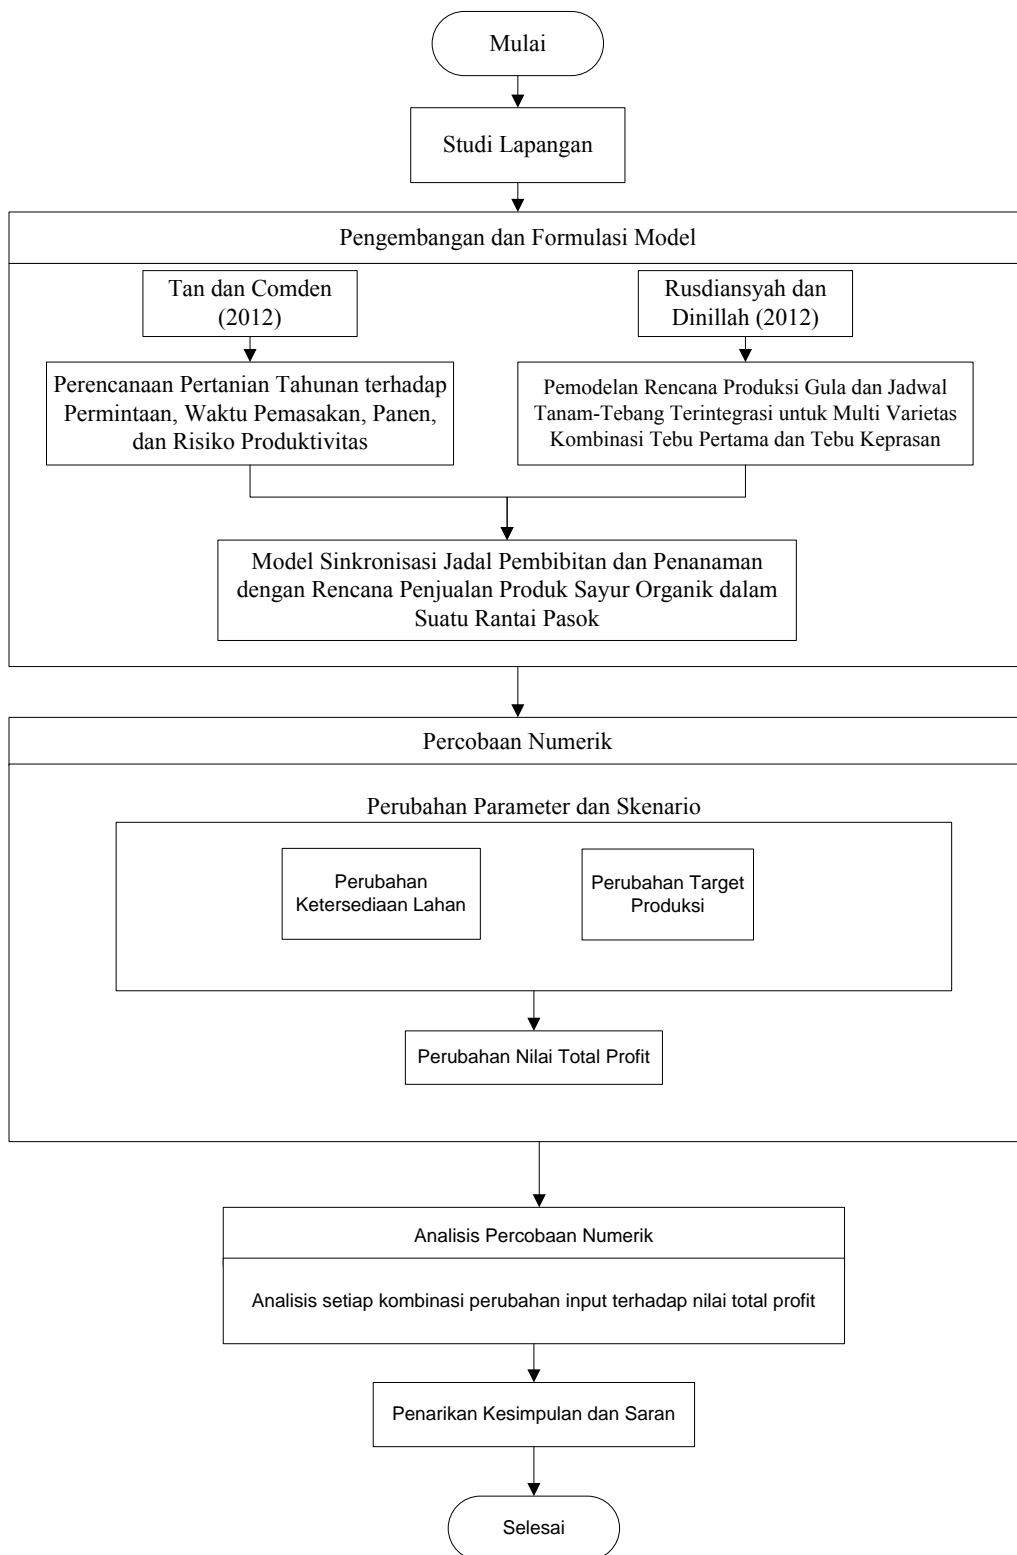 Mulai
Studi Lapangan
Pengembangan dan Formulasi Model
Tan dan Comden
(2012)
Rusdiansyah dan
Dinillah (2012)
Perencanaan Pertanian Tahunan terhadap
Permintaan, Waktu Pemasakan, Panen,
dan Risiko Produktivitas
Pemodelan Rencana Produksi Gula dan Jadwal
Tanam-Tebang Terintegrasi untuk Multi Varietas
Kombinasi Tebu Pertama dan Tebu Keprasan
Model Sinkronisasi Jadal Pembibitan dan Penanaman
dengan Rencana Penjualan Produk Sayur Organik dalam
Suatu Rantai Pasok
Percobaan Numerik
Perubahan Parameter dan Skenario
Perubahan
Ketersediaan Lahan
Perubahan Target
Produksi
Perubahan Nilai Total Profit
Analisis Percobaan Numerik
Analisis setiap kombinasi perubahan input terhadap nilai total profit
Penarikan Kesimpulan dan Saran
Selesai